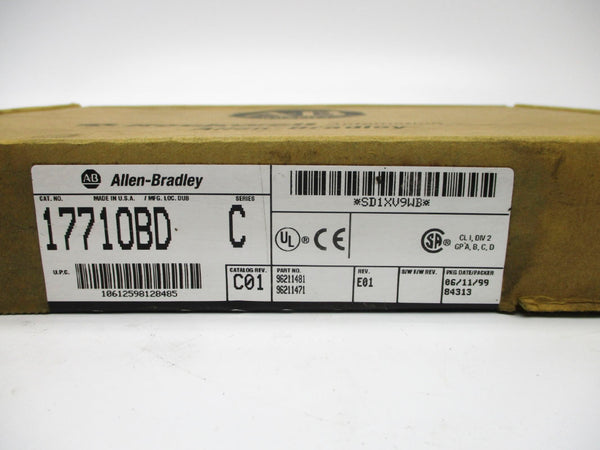 AB Allen-Bradley
CAT. NO. MADE IN U.S.A. / MFG. LOC. DUB SERIES
1771OBD C
U.P.C.
10612598128485
CATALOG REV.
C01
PART NO.
96211481
96211471
REV.
E01
S/W F/W REV.
PKG DATE/PACKER
06/11/99
84313
*SD1XV9WB*
UL ® CE
SA ®
CL I, DIV 2
GP A, B, C, D